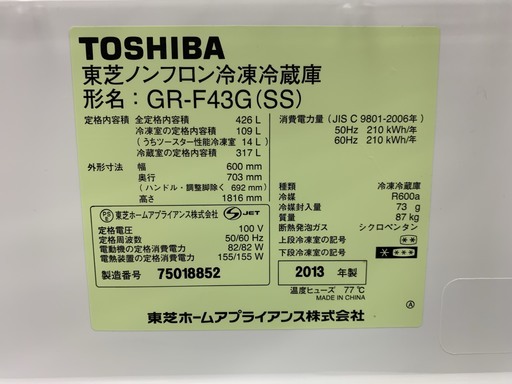 TOSHIBA
東芝ノンフロン冷凍冷蔵庫
形名：GR-F43G(SS)
定格内容積 全定格内容積 426 L
冷凍室の定格内容積 109 L
(うちツースター性能冷凍室 14 L)
冷蔵室の定格内容積 317 L
外形寸法 幅 600 mm
奥行 703 mm
(ハンドル・調整脚除く 692 mm)
高さ 1816 mm
消費電力量 (JIS C 9801-2006年)
50Hz 210 kWh/年
60Hz 210 kWh/年
PSE 東芝ホームアプライアンス株式会社 JET
定格電圧 100 V
定格周波数 50/60 Hz
電動機の定格消費電力 82/82 W
電熱装置の定格消費電力 155/155 W
製造番号 75018852
種類 冷凍冷蔵庫
冷媒 R600a
冷媒封入量 73 g
質量 87 kg
断熱発泡ガス シクロペンタン
上段冷凍室の記号 **
下段冷凍室の記号
2013 年製
温度ヒューズ 77℃
MADE IN CHINA
A
東芝ホームアプライアンス株式会社